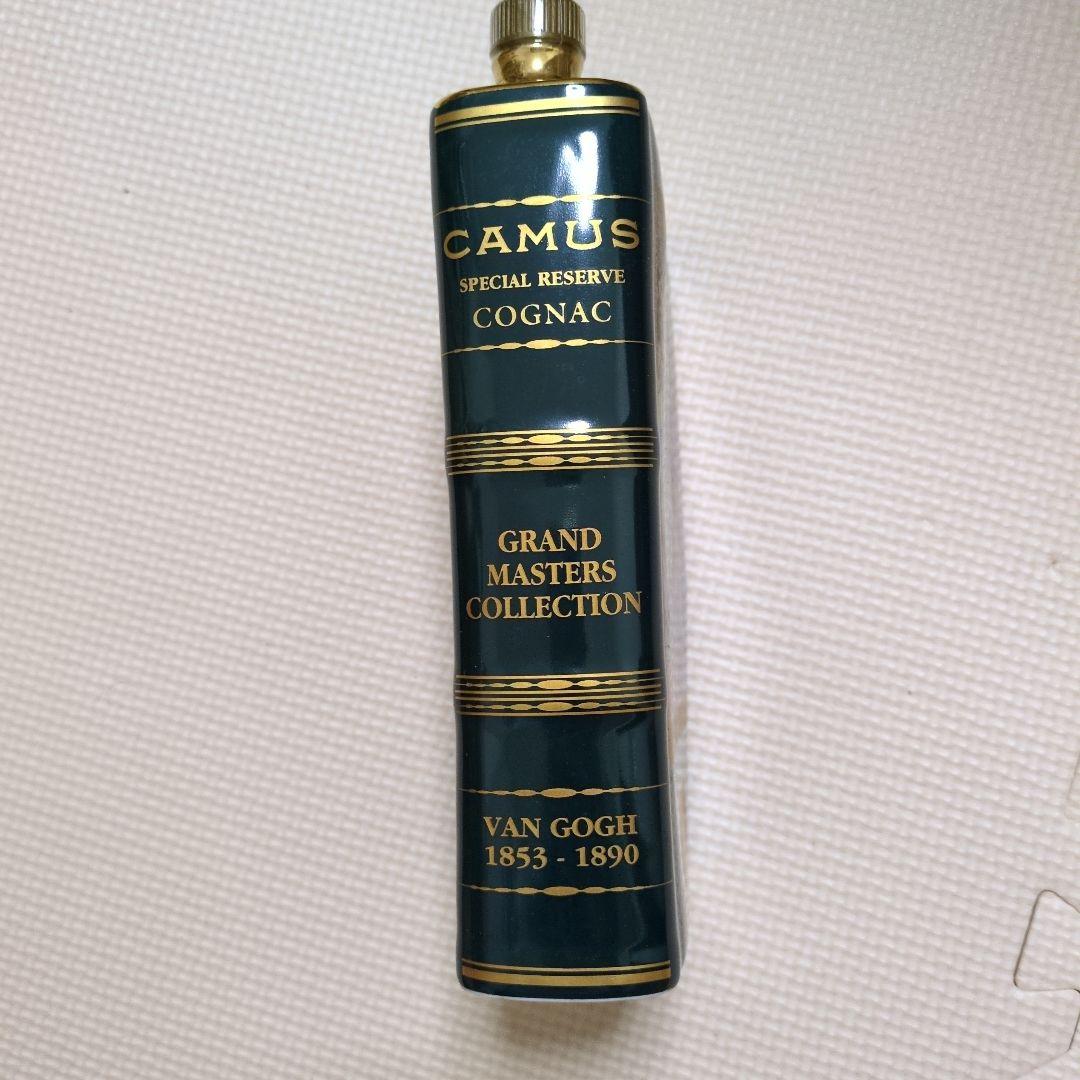 CAMUS
SPECIAL RESERVE
COGNAC
GRAND
MASTERS
COLLECTION
VAN GOGH
1853 - 1890